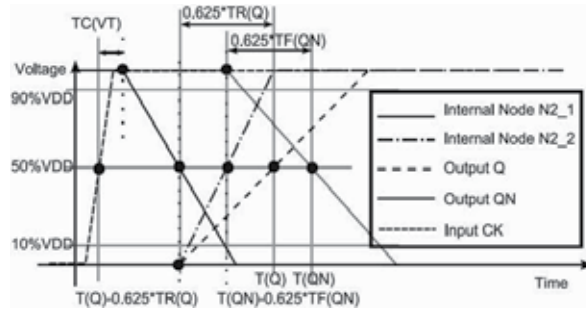 TC(VT)
0.625*TR(Q)
0.625*TF(QN)
Voltage
90%VDD
50%VDD
10%VDD
Internal Node N2_1
Internal Node N2_2
Output Q
Output QN
Input CK
T(Q) T(QN)
Time
T(Q)-0.625*TR(Q)
T(QN)-0.625*TF(QN)